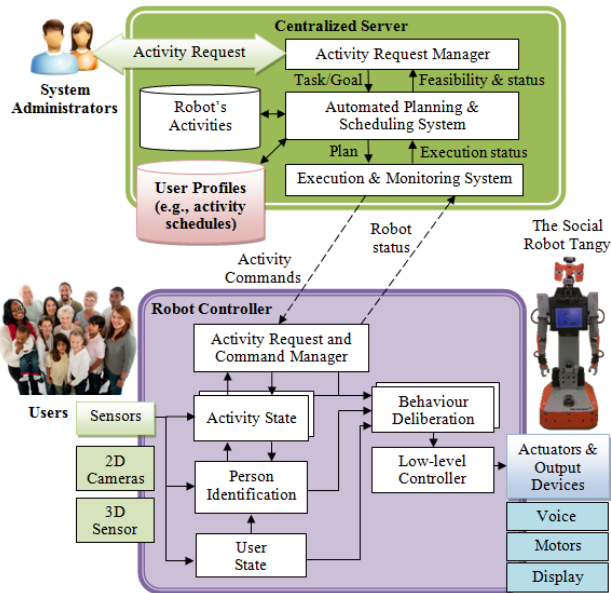 Centralized Server
Activity Request
Activity Request Manager
System
Administrators
Task/Goal
Feasibility & status
Robot's
Activities
Automated Planning &
Scheduling System
Plan
Execution status
User Profiles
(e.g., activity
schedules)
Execution & Monitoring System
Activity
Commands
Robot
status
The Social
Robot Tangy
Robot Controller
Activity Request and
Command Manager
Users
Sensors
Activity State
Behaviour
Deliberation
2D
Cameras
Person
Identification
Low-level
Controller
Actuators &
Output
Devices
3D
Sensor
User
State
Voice
Motors
Display